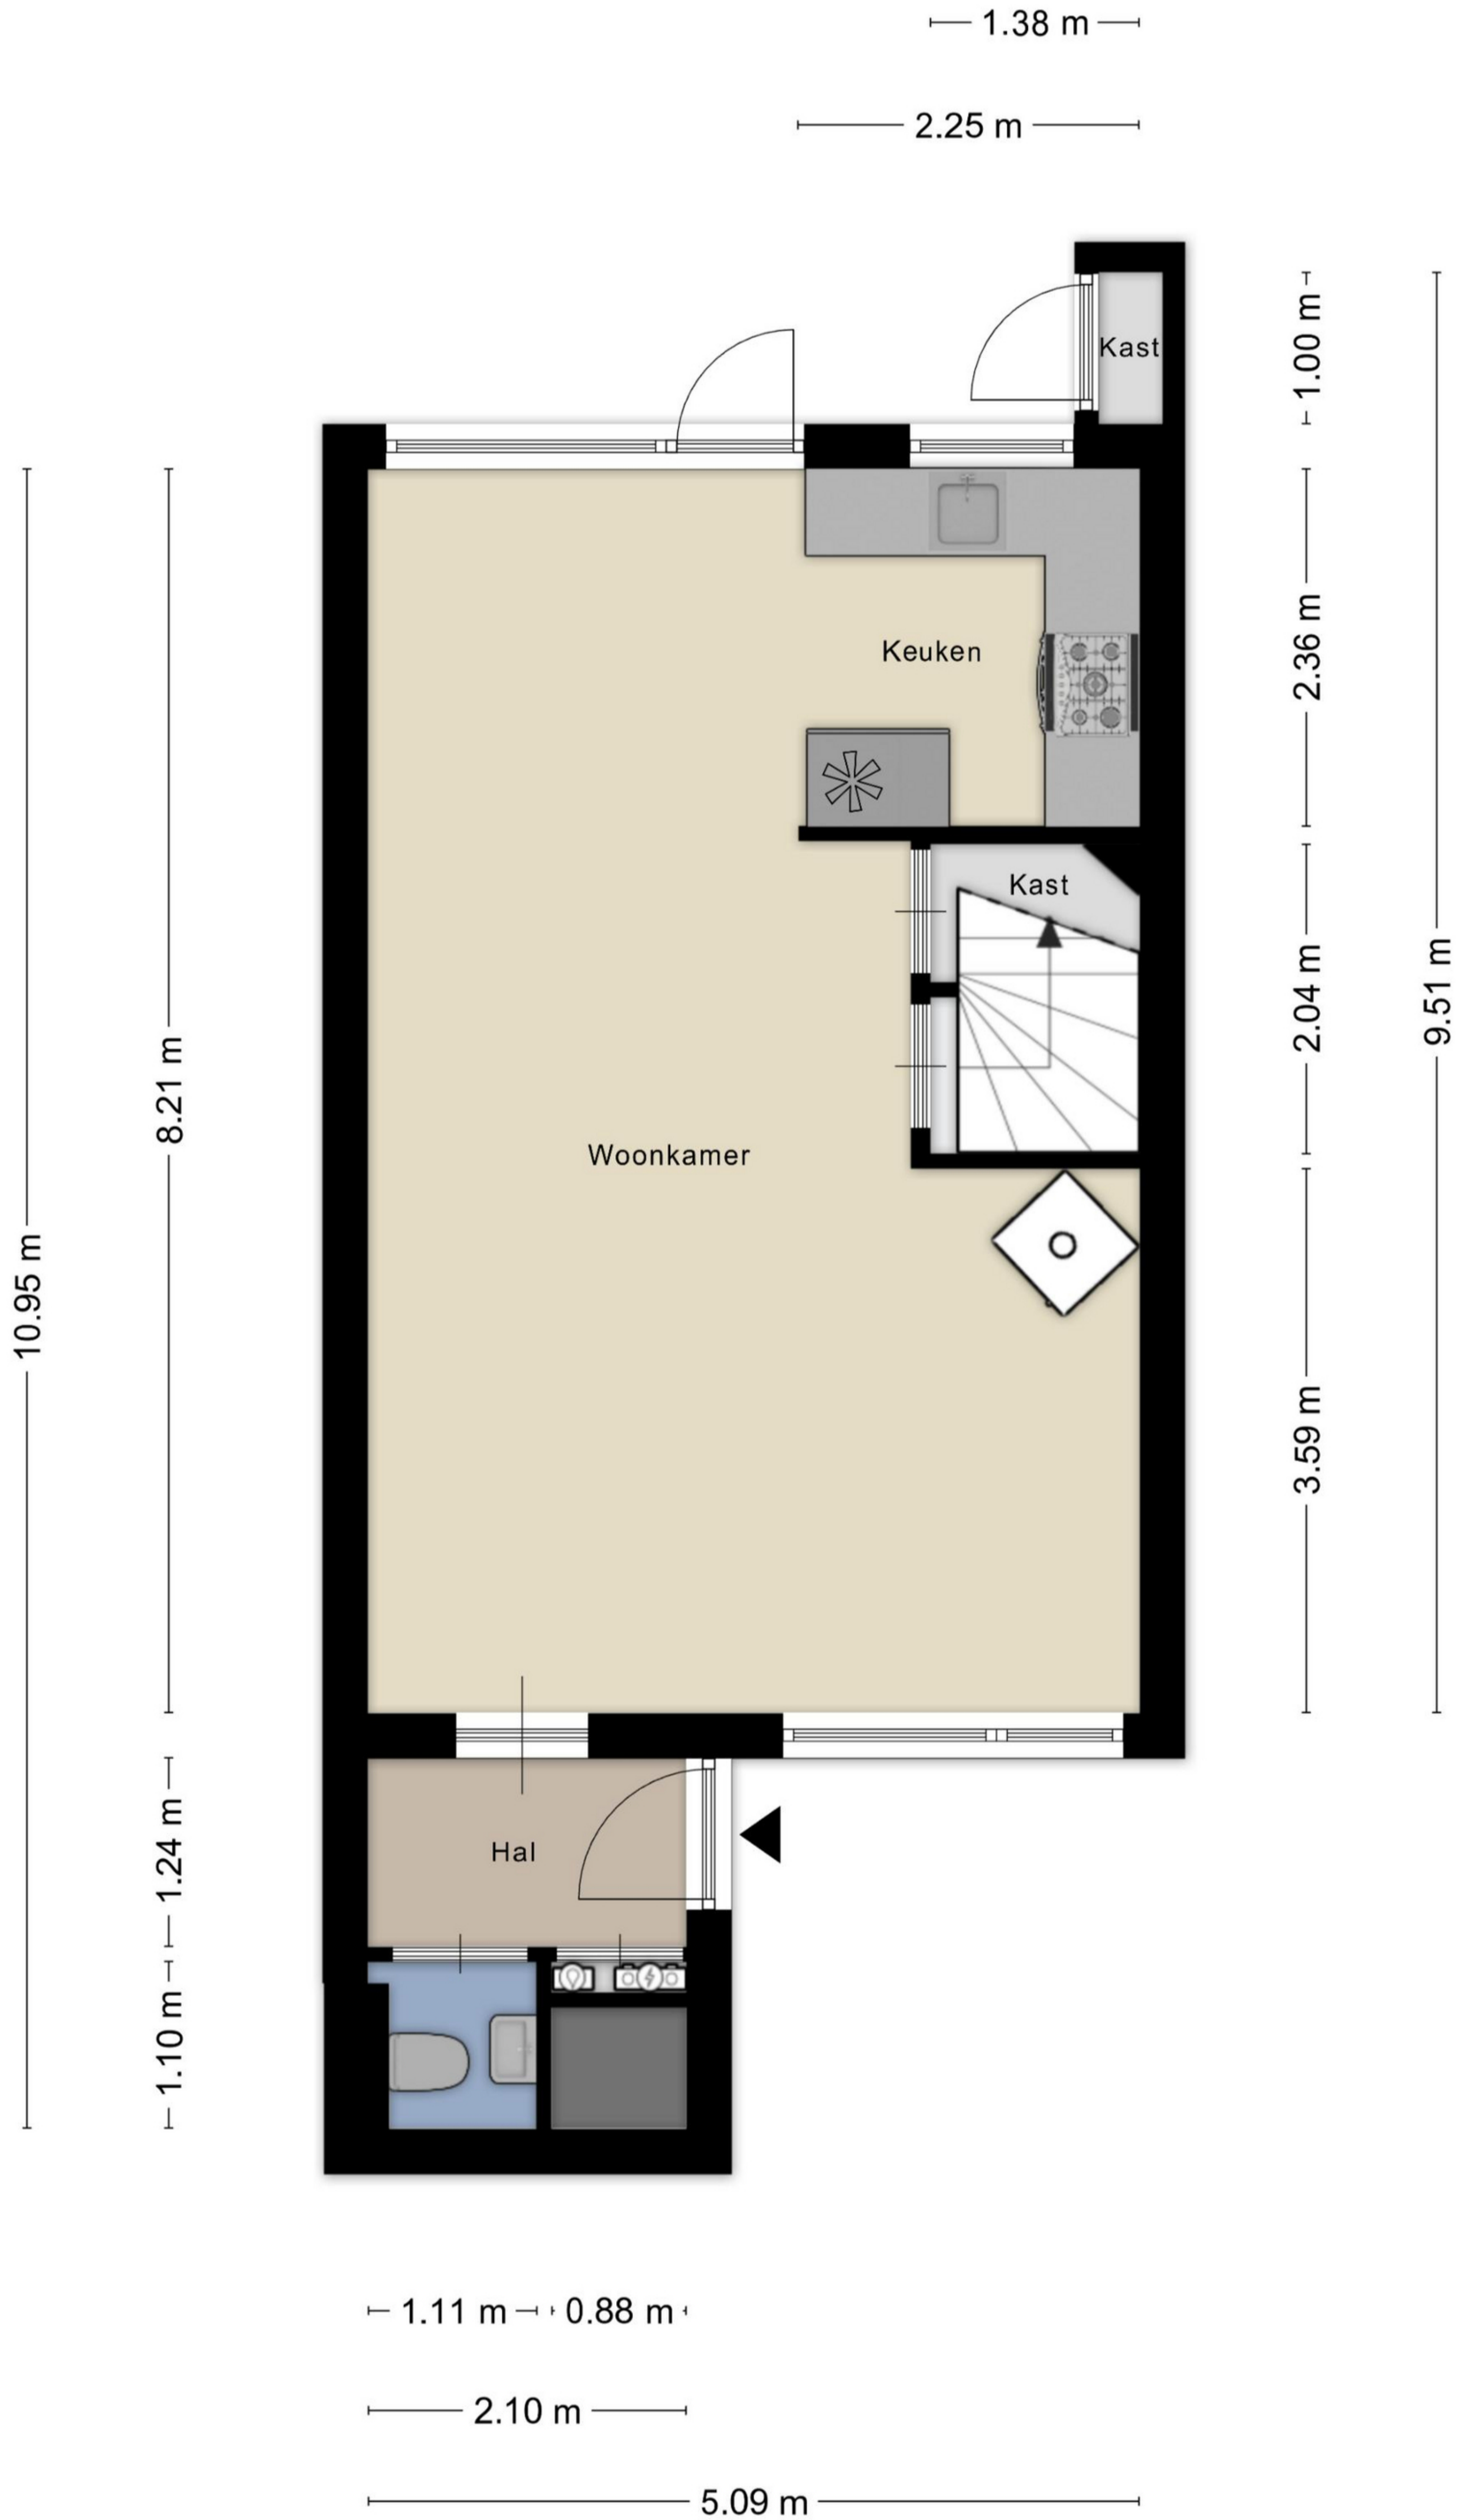 1.38 m
2.25 m
Kast
1.00 m
Keuken
2.36 m
Kast
2.04 m
9.51 m
8.21 m
Woonkamer
10.95 m
3.59 m
Hal
1.24 m
1.10 m
1.11 m
0.88 m
2.10 m
5.09 m